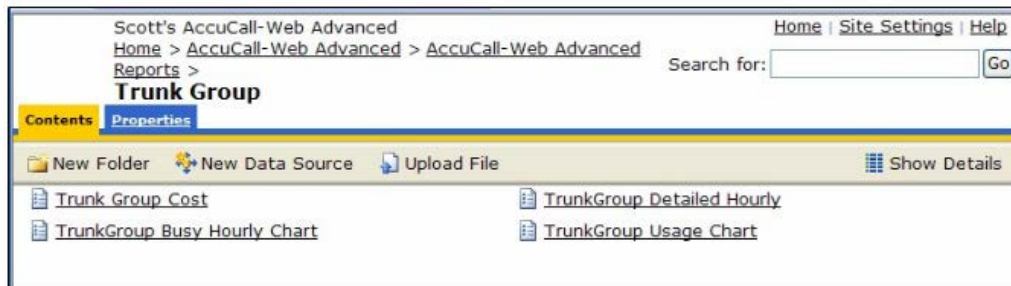 Scott's AccuCall-Web Advanced
Home | Site Settings | Help
Home > AccuCall-Web Advanced > AccuCall-Web Advanced
Reports >
Search for:
Go
Trunk Group
Contents Properties
New Folder New Data Source Upload File Show Details
Trunk Group Cost
TrunkGroup Detailed Hourly
TrunkGroup Busy Hourly Chart
TrunkGroup Usage Chart